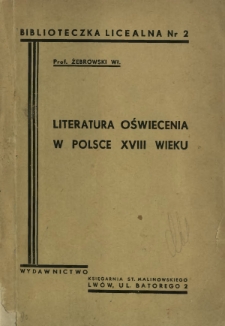 BIBLIOTECZKA LICEALNA Nr 2
Prof. ŻEBROWSKI Wł.
LITERATURA OŚWIECENIA
W POLSCE XVIII WIEKU
WYDAWNICTWO
KSIĘGARNIA ST. MALINOWSKIEGO
LWÓW, UL. BATOREGO 2